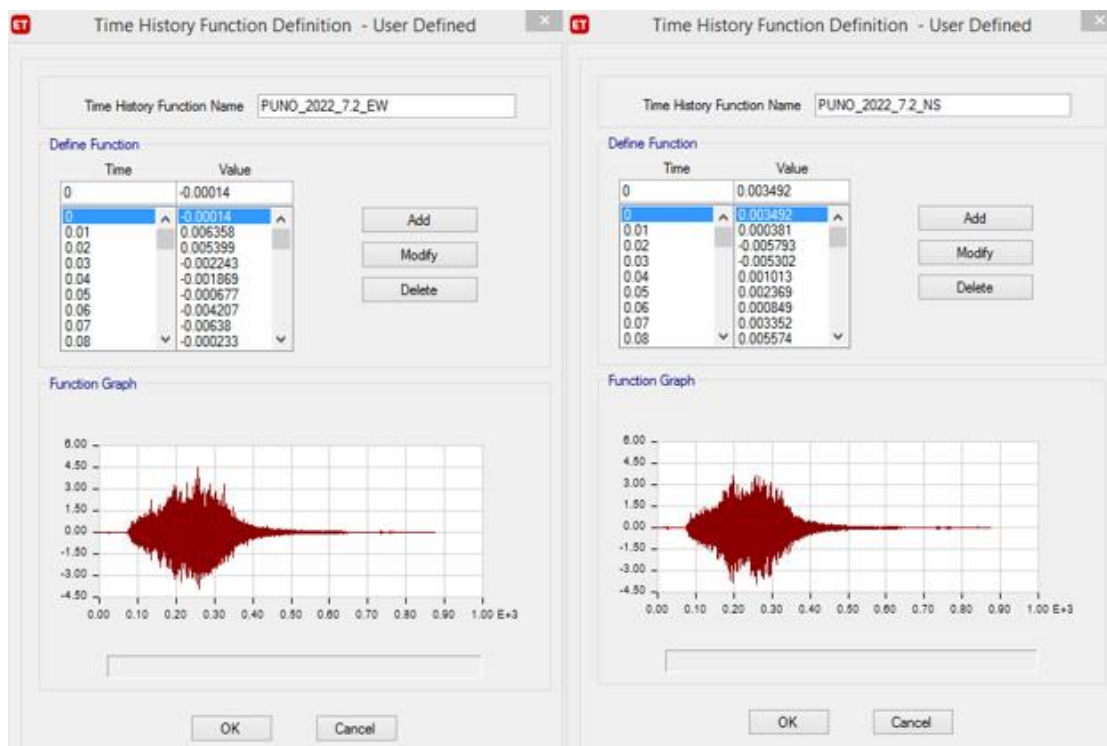 ET Time History Function Definition - User Defined ×
Time History Function Name PUNO_2022_7.2_EW
Define Function
Time Value
0 -0.00014
0 -0.00014
0.01 0.006358
0.02 0.005399
0.03 -0.002243
0.04 -0.001869
0.05 -0.000677
0.06 -0.004207
0.07 -0.00638
0.08 -0.000233
Add
Modify
Delete
Function Graph
6.00
4.50
3.00
1.50
0.00
-1.50
-3.00
-4.50
0.00 0.10 0.20 0.30 0.40 0.50 0.60 0.70 0.80 0.90 1.00 E+3
OK Cancel
ET Time History Function Definition - User Defined ×
Time History Function Name PUNO_2022_7.2_NS
Define Function
Time Value
0 0.003492
0 0.003492
0.01 0.000381
0.02 -0.005793
0.03 -0.005302
0.04 0.001013
0.05 0.002369
0.06 0.000849
0.07 0.003352
0.08 0.005574
Add
Modify
Delete
Function Graph
6.00
4.50
3.00
1.50
0.00
-1.50
-3.00
-4.50
0.00 0.10 0.20 0.30 0.40 0.50 0.60 0.70 0.80 0.90 1.00 E+3
OK Cancel